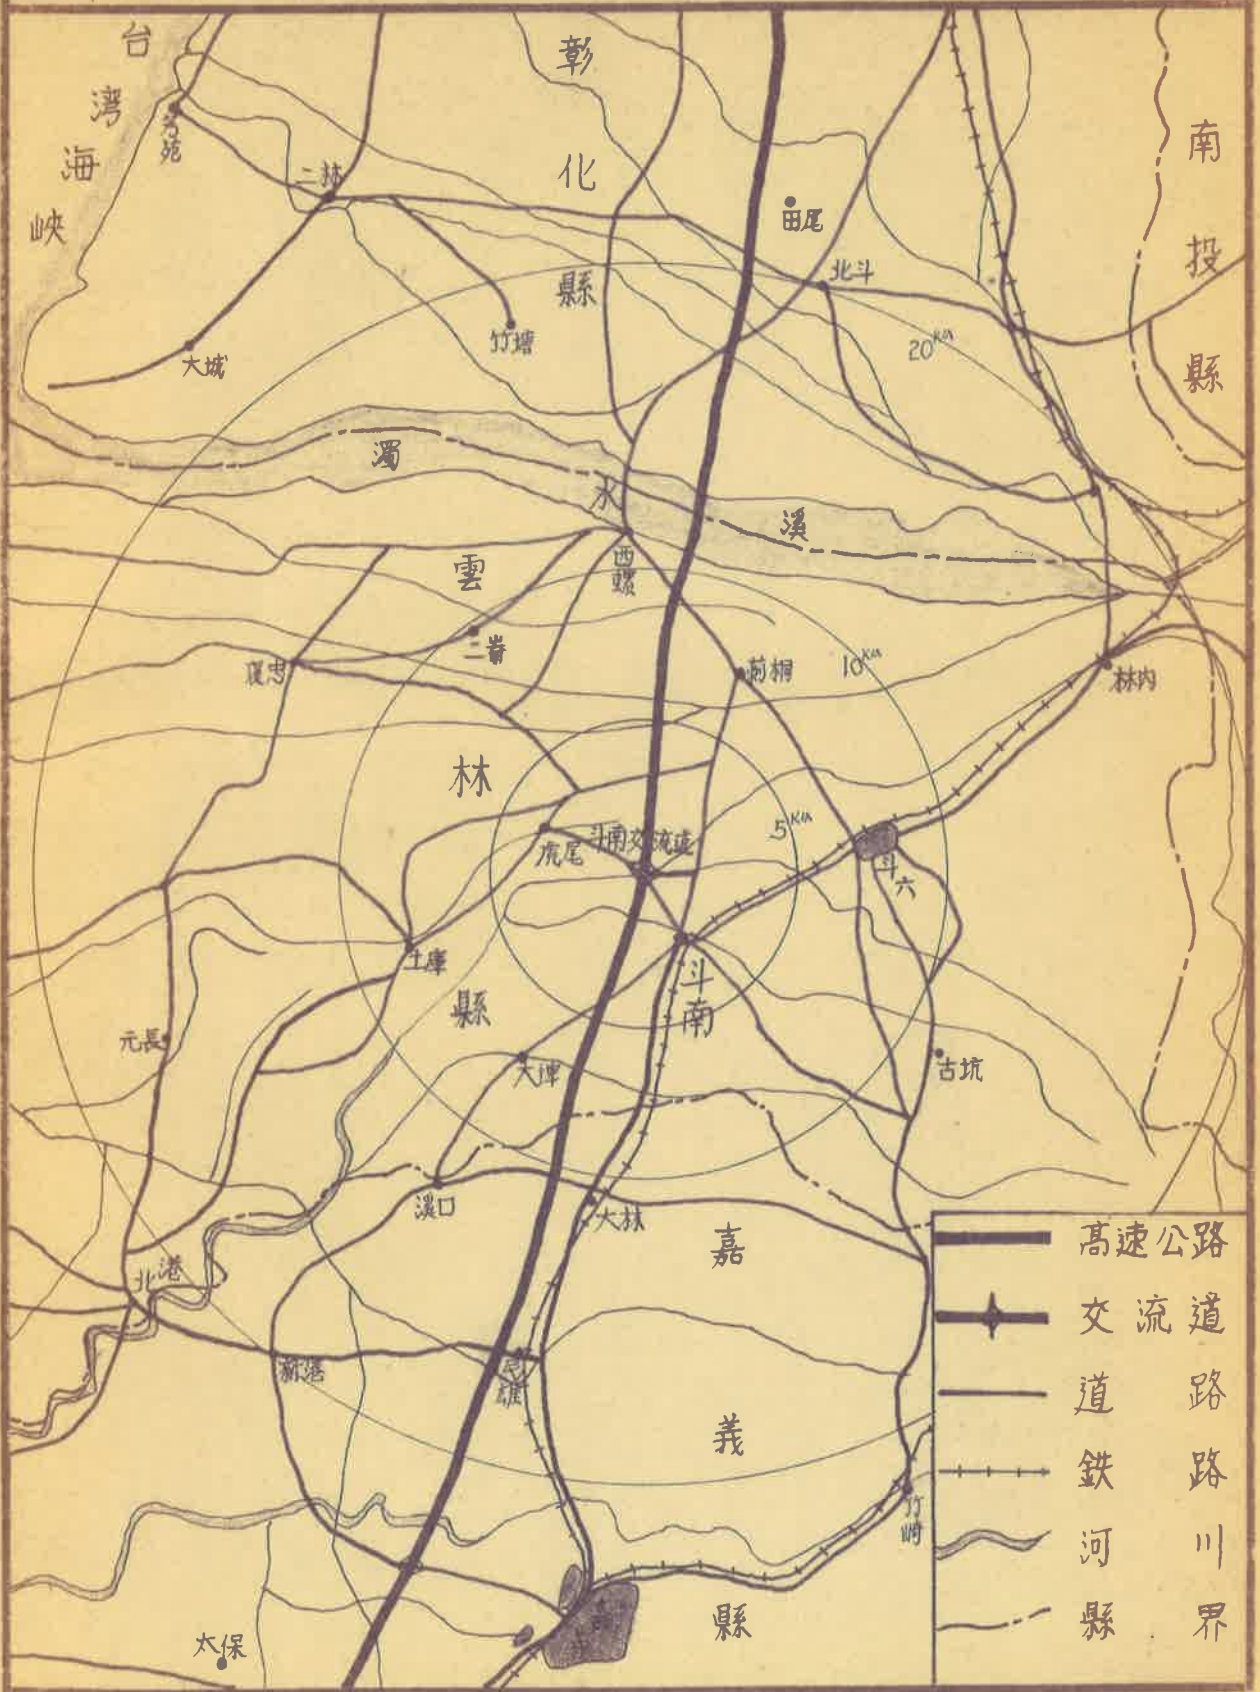 台灣海峽
彰化縣
南投縣
芳苑
二林
田尾
北斗
竹塘
大城
20KM
濁水溪
西螺
雲林縣
二崙
莿桐
10KM
林內
5KM
虎尾
斗南交流道
斗六
土庫
斗南
元長
大埤
古坑
溪口
大林
嘉義縣
北港
新港
民雄
竹崎
太保
高速公路
交流道
道路
鉄路
河川
縣界